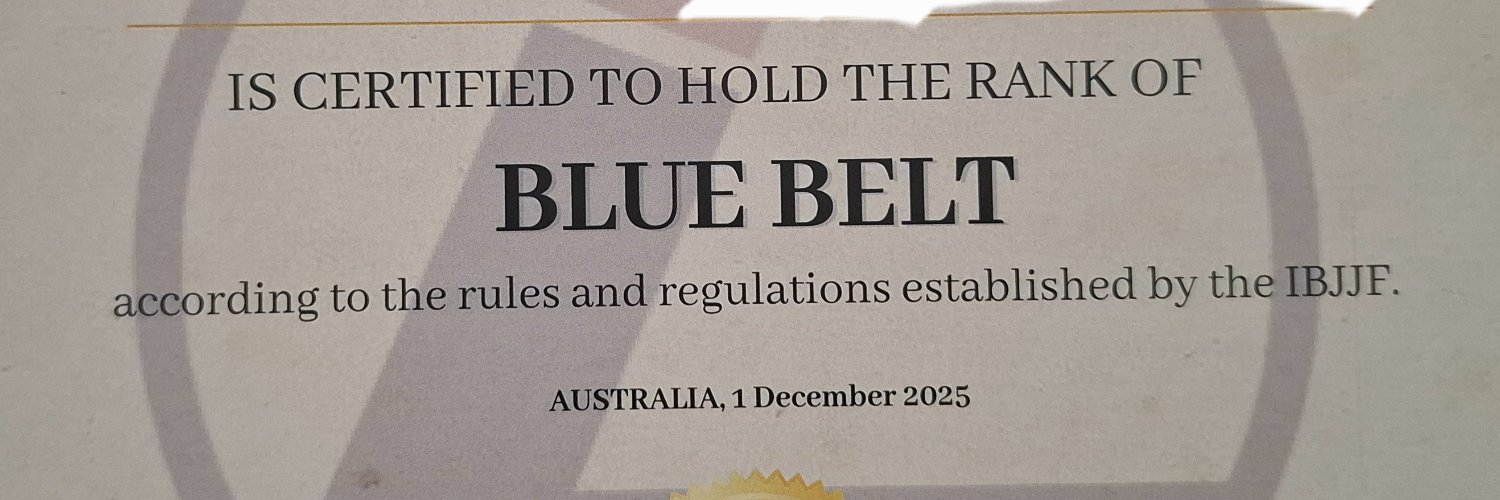 IS CERTIFIED TO HOLD THE RANK OF
BLUE BELT
according to the rules and regulations established by the IBJJF.
AUSTRALIA, 1 December 2025